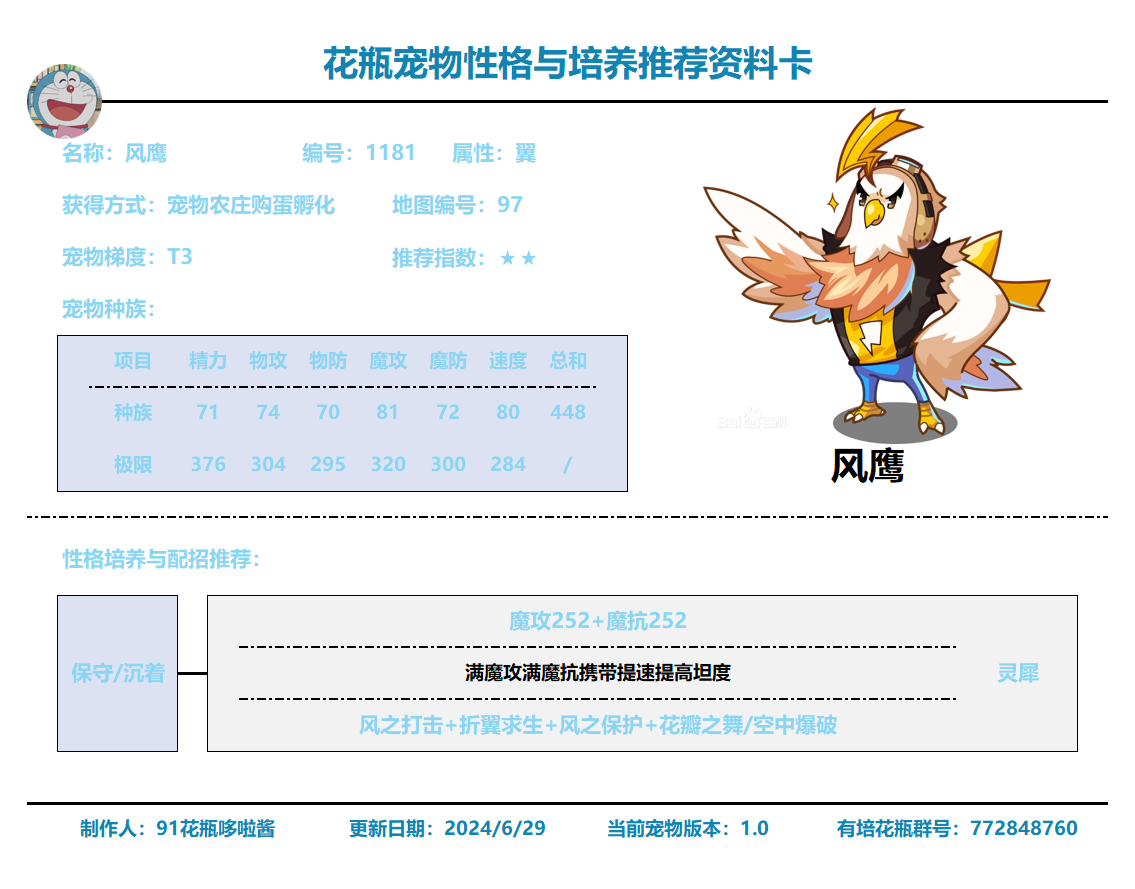 花瓶宠物性格与培养推荐资料卡
名称：风鹰 编号：1181 属性：翼
获得方式：宠物农庄购蛋孵化 地图编号：97
宠物梯度：T3 推荐指数：★★
宠物种族：
项目 精力 物攻 物防 魔攻 魔防 速度 总和
种族 71 74 70 81 72 80 448
极限 376 304 295 320 300 284 /
Bai百科
风鹰
性格培养与配招推荐：
魔攻252+魔抗252
保守/沉着 满魔攻满魔抗携带提速提高坦度 灵犀
风之打击+折翼求生+风之保护+花瓣之舞/空中爆破
制作人：91花瓶哆啦酱 更新日期：2024/6/29 当前宠物版本：1.0 有培花瓶群号：772848760